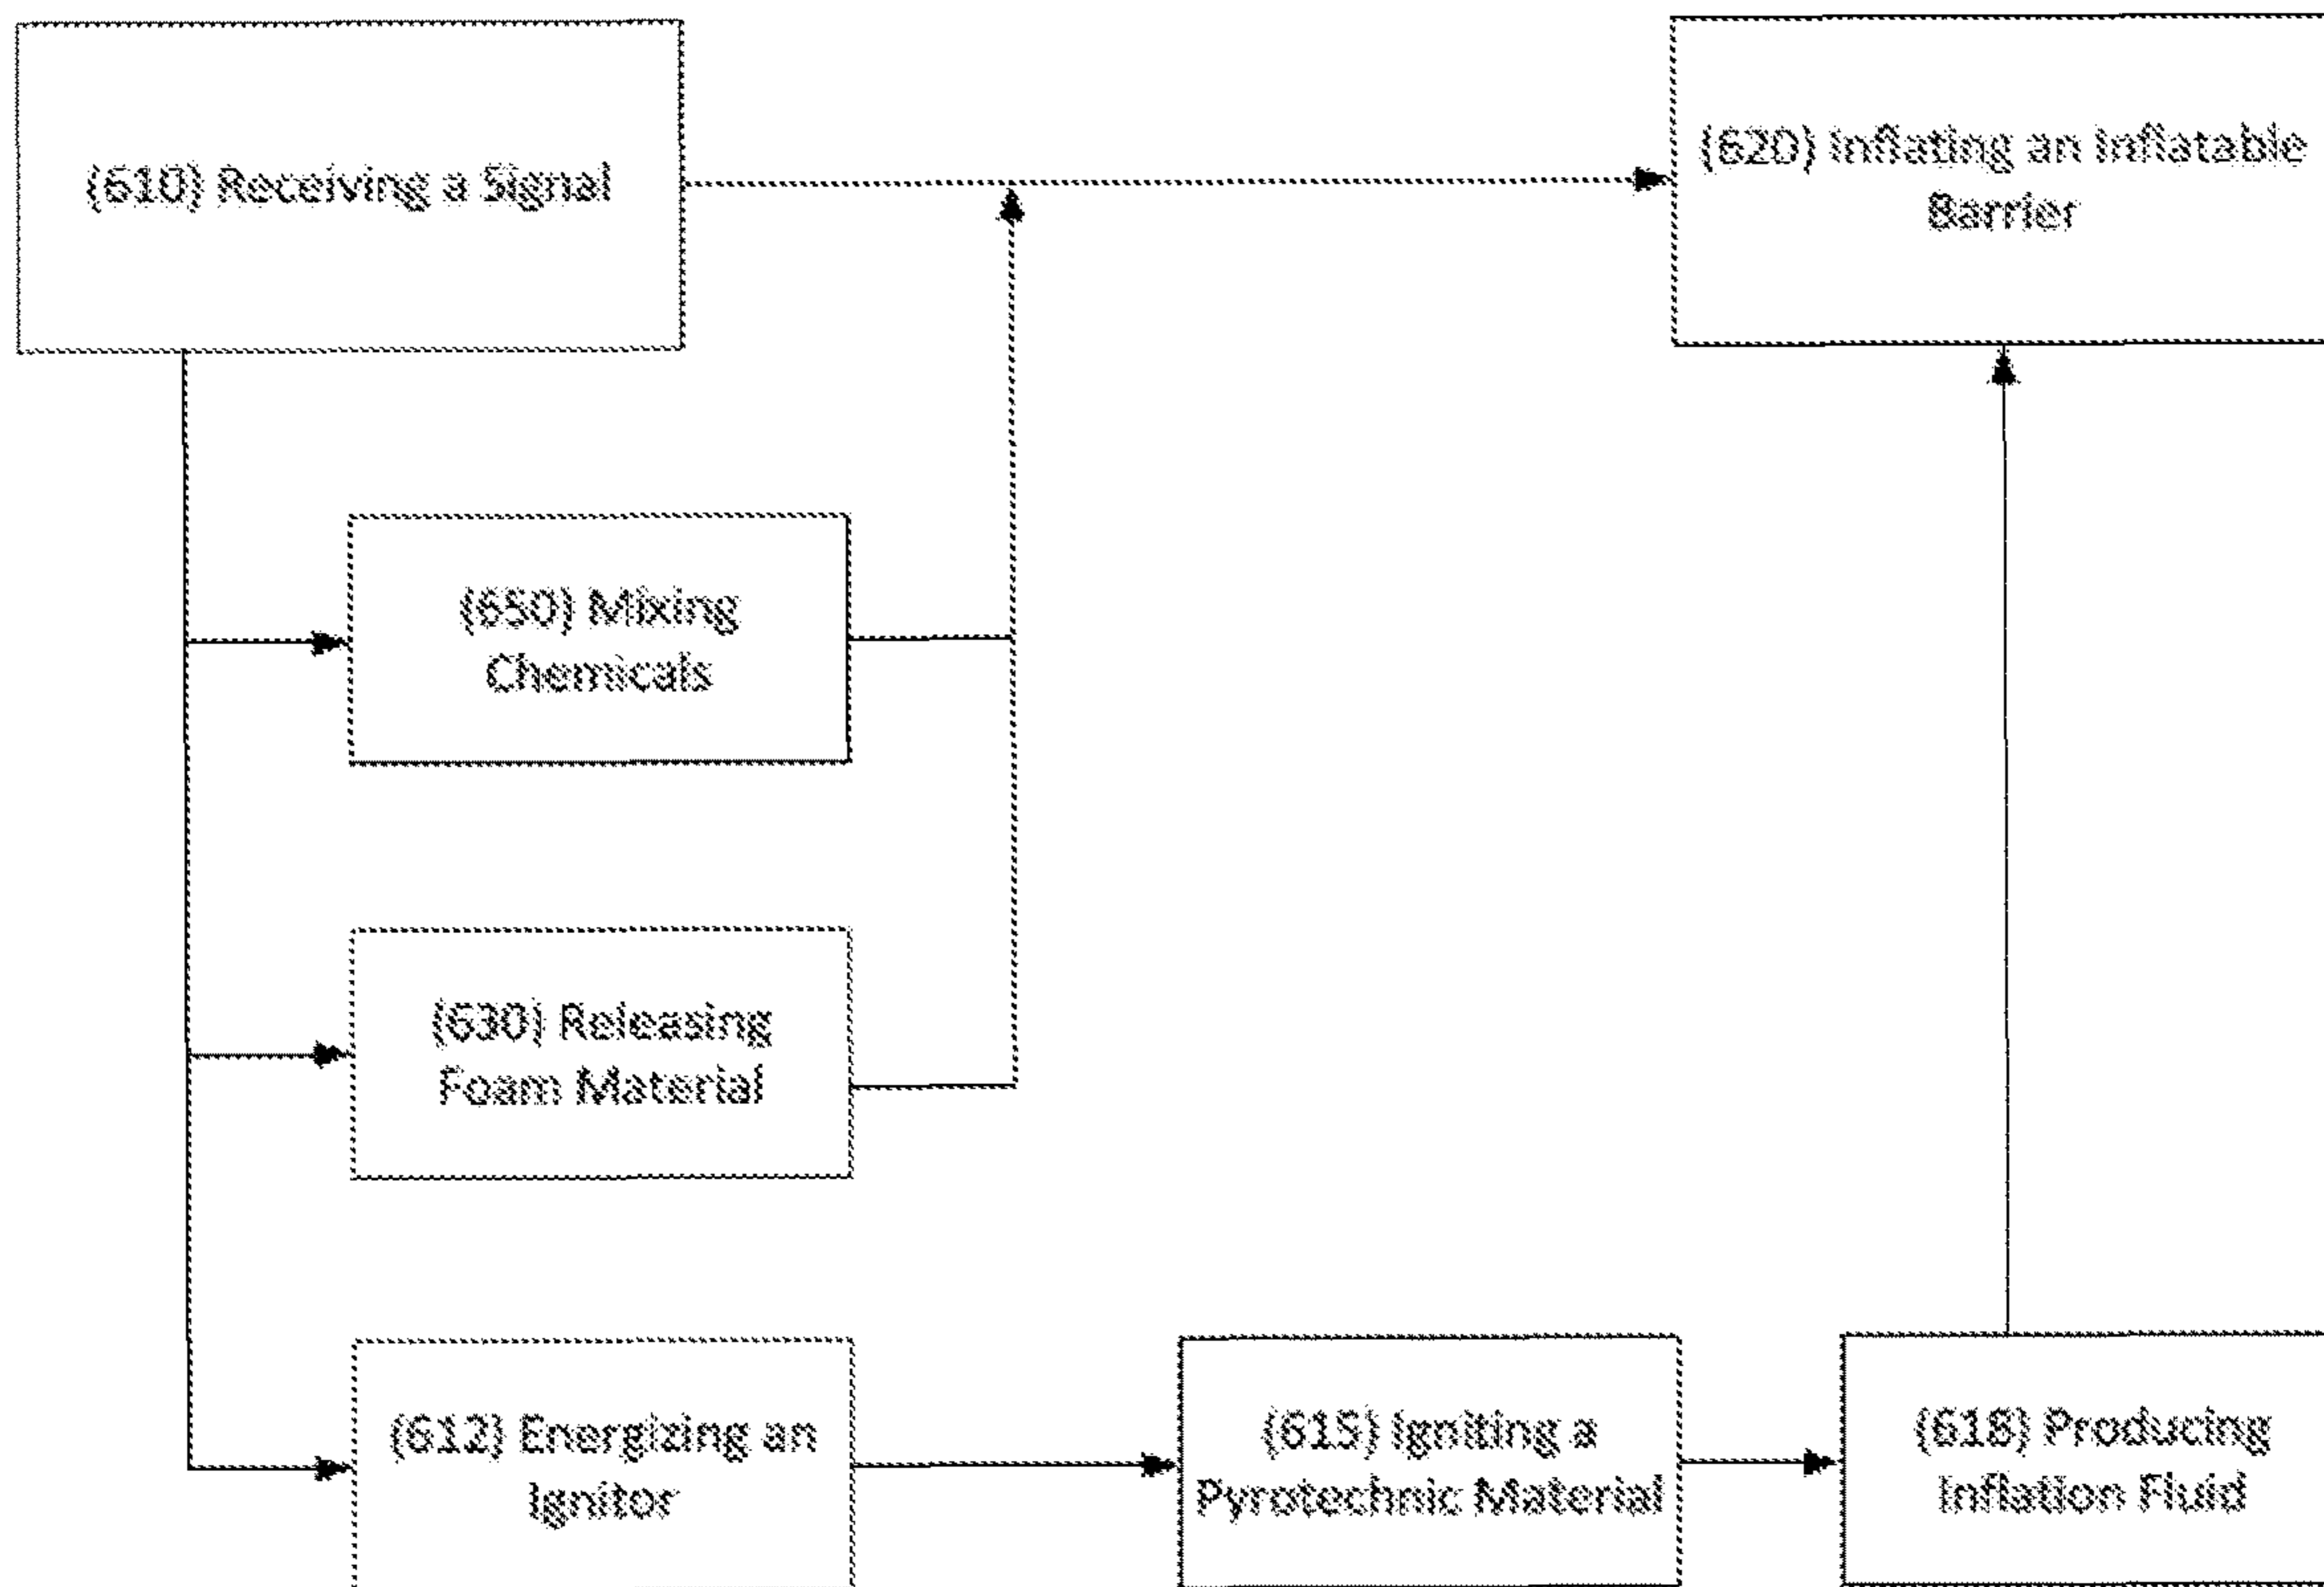 (610) Receiving a Signal
(620) Inflating an Inflatable
Barrier
(650) Mixing
Chemicals
(630) Releasing
Foam Material
(612) Energizing an
Ignitor
(615) Igniting a
Pyrotechnic Material
(618) Producing
Inflation Fluid